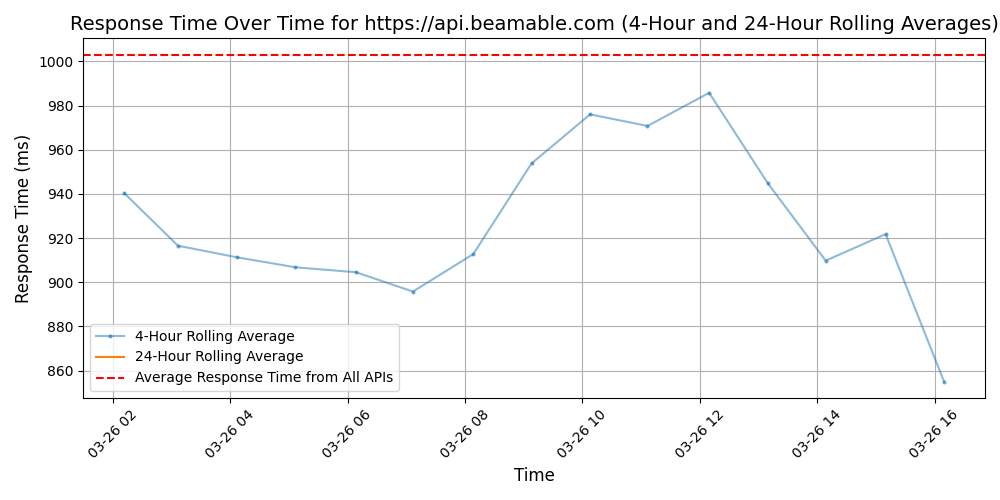 Response Time Over Time for https://api.beamable.com (4-Hour and 24-Hour Rolling Averages)
Response Time (ms)
1000
980
960
940
920
900
880
860
4-Hour Rolling Average
24-Hour Rolling Average
Average Response Time from All APIs
03-26 02
03-26 04
03-26 06
03-26 08
03-26 10
03-26 12
03-26 14
03-26 16
Time